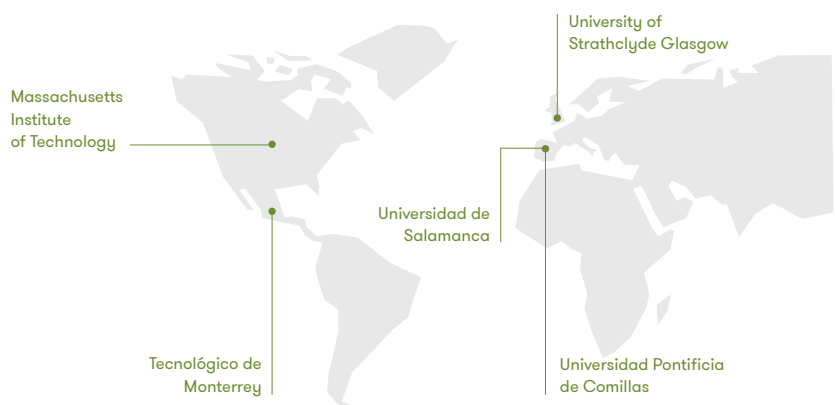 University of
Strathclyde Glasgow
Massachusetts
Institute
of Technology
Universidad de
Salamanca
Tecnológico de
Monterrey
Universidad Pontificia
de Comillas